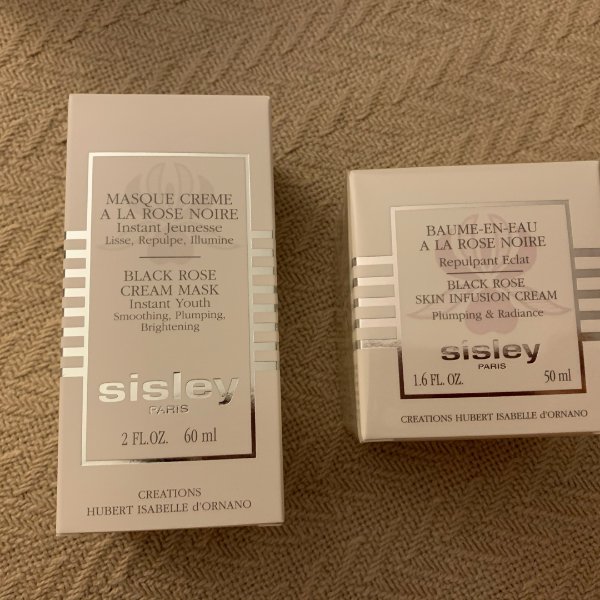 MASQUE CREME
A LA ROSE NOIRE
Instant Jeunesse
Lisse, Repulpe, Illumine
BLACK ROSE
CREAM MASK
Instant Youth
Smoothing, Plumping,
Brightening
sisley
PARIS
2 FL.OZ. 60 ml
CREATIONS
HUBERT ISABELLE d'ORNANO
BAUME-EN-EAU
A LA ROSE NOIRE
Repulpant Eclat
BLACK ROSE
SKIN INFUSION CREAM
Plumping & Radiance
sisley
PARIS
1.6 FL. OZ. 50 ml
CREATIONS HUBERT ISABELLE d'ORNANO